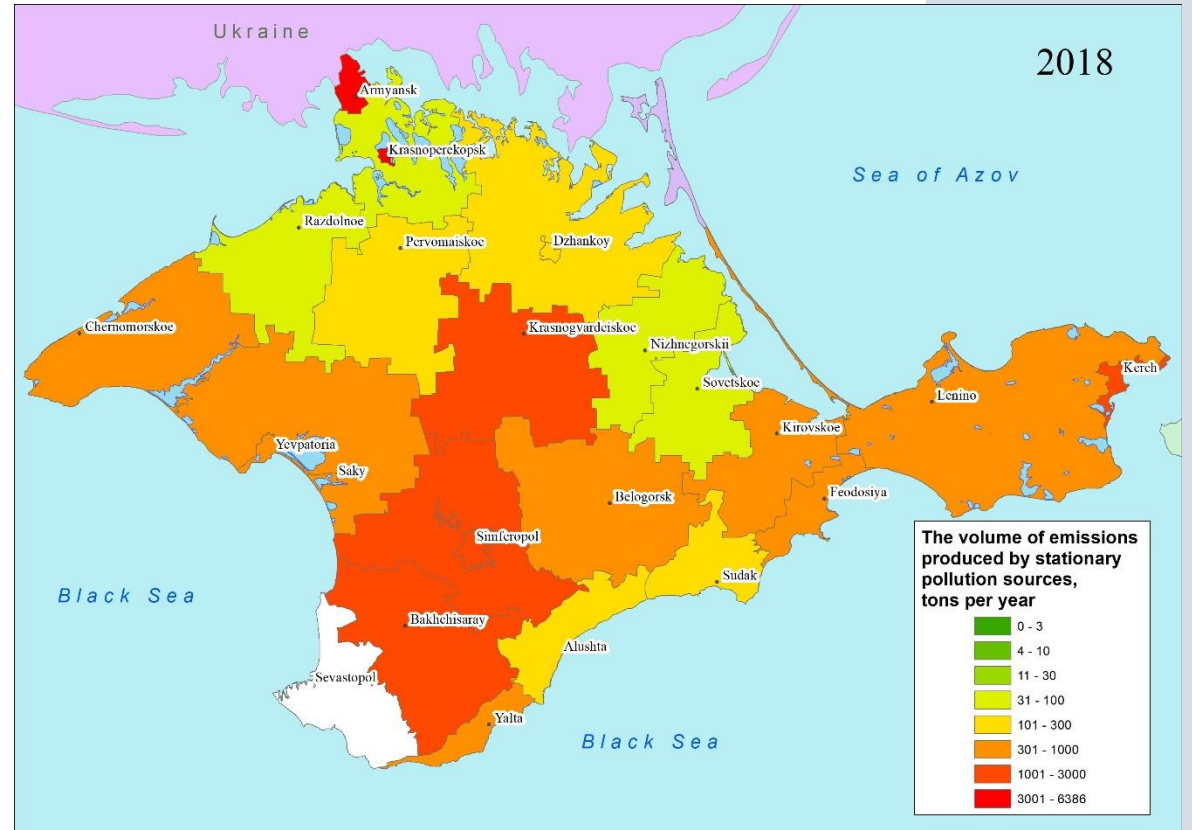 Ukraine
2018
Armyansk
Krasnoperekopsk
Sea of Azov
Razdolnoe
Pervomaiskoe
Dzhankoy
Chernomorskoe
Krasnogvardeiskoe
Nizhnegorskii
Kerch
Sovetskoe
Lenino
Kirovskoe
Yevpatoria
Saky
Belogorsk
Feodosiya
Simferopol
Sudak
Black Sea
Bakhchisaray
Alushta
Sevastopol
Yalta
Black Sea
The volume of emissions
produced by stationary
pollution sources,
tons per year
0 - 3
4 - 10
11 - 30
31 - 100
101 - 300
301 - 1000
1001 - 3000
3001 - 6386